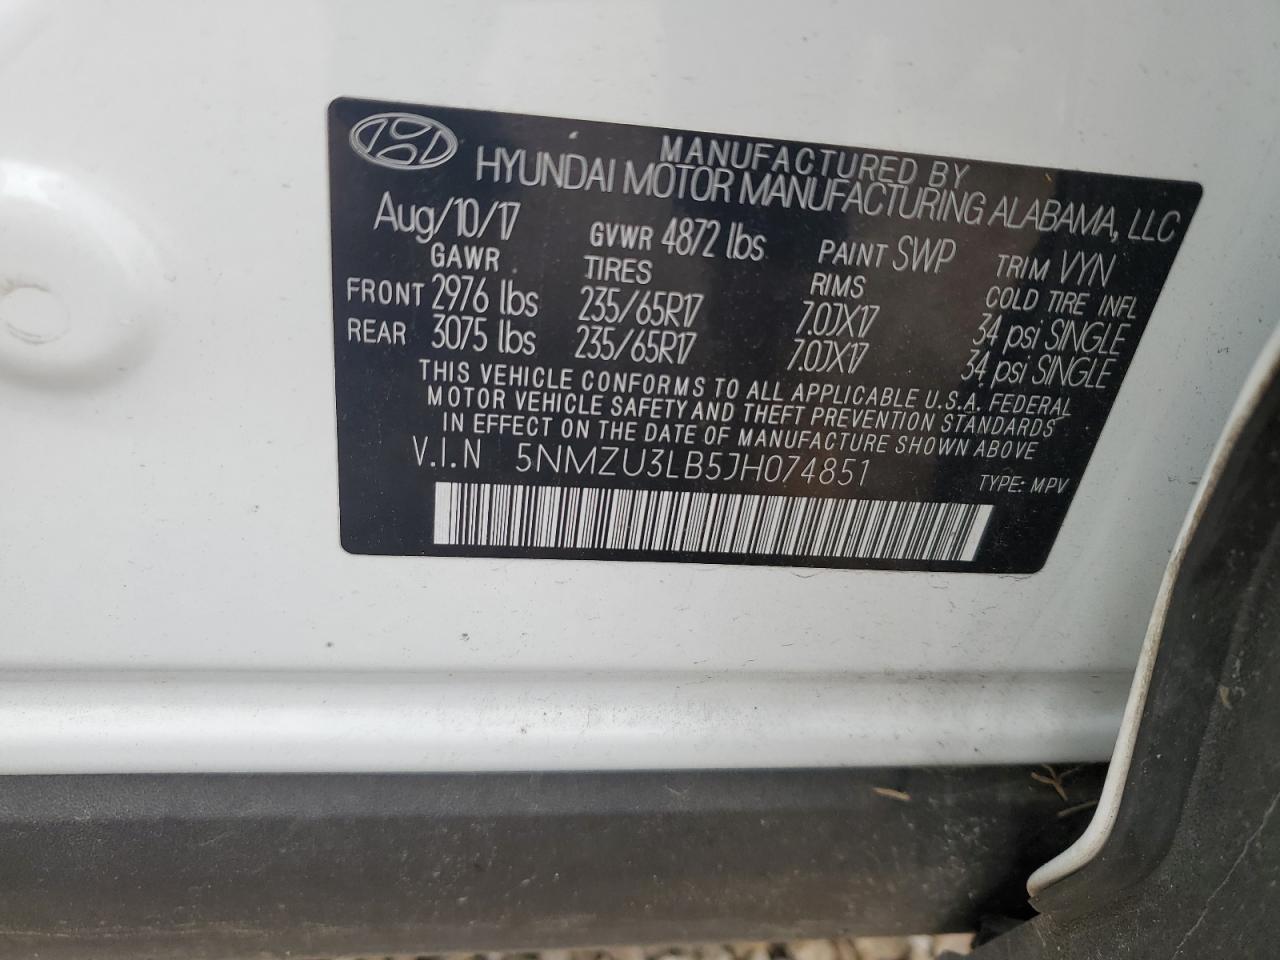 MANUFACTURED BY
HYUNDAI MOTOR MANUFACTURING ALABAMA, LLC
Aug/10/17 GVWR 4872 lbs PAINT SWP TRIM VYN
GAWR TIRES RIMS COLD TIRE INFL
FRONT 2976 lbs 235/65R17 7.0JX17 34 psi SINGLE
REAR 3075 lbs 235/65R17 7.0JX17 34 psi SINGLE
THIS VEHICLE CONFORMS TO ALL APPLICABLE U.S.A. FEDERAL
MOTOR VEHICLE SAFETY AND THEFT PREVENTION STANDARDS
IN EFFECT ON THE DATE OF MANUFACTURE SHOWN ABOVE
V.I.N 5NMZU3LB5JH074851
TYPE: MPV